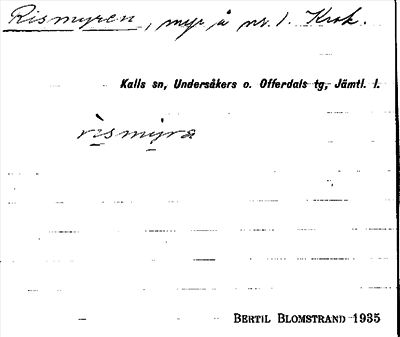 Rismyren, myr å nr. 1. Krok.
Kalls sn, Undersåkers o. Offerdals tg, Jämtl. l.
rismyra
BERTIL BLOMSTRAND 1935